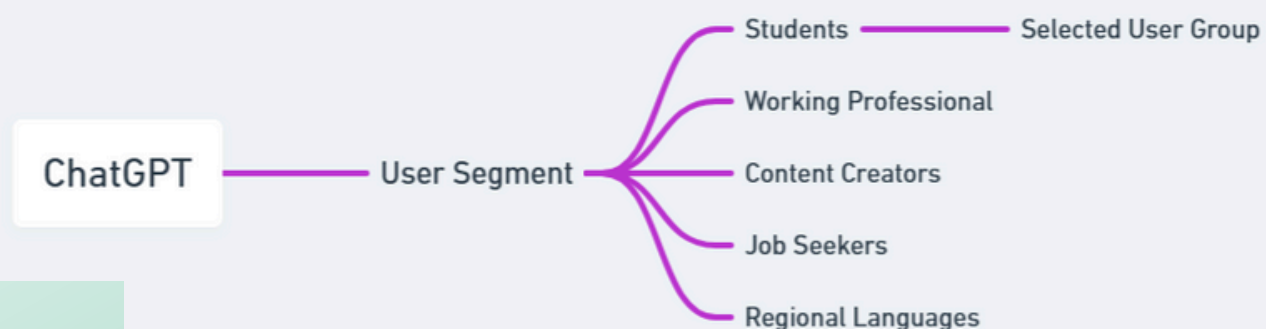 ChatGPT
User Segment
Students
Selected User Group
Working Professional
Content Creators
Job Seekers
Regional Languages